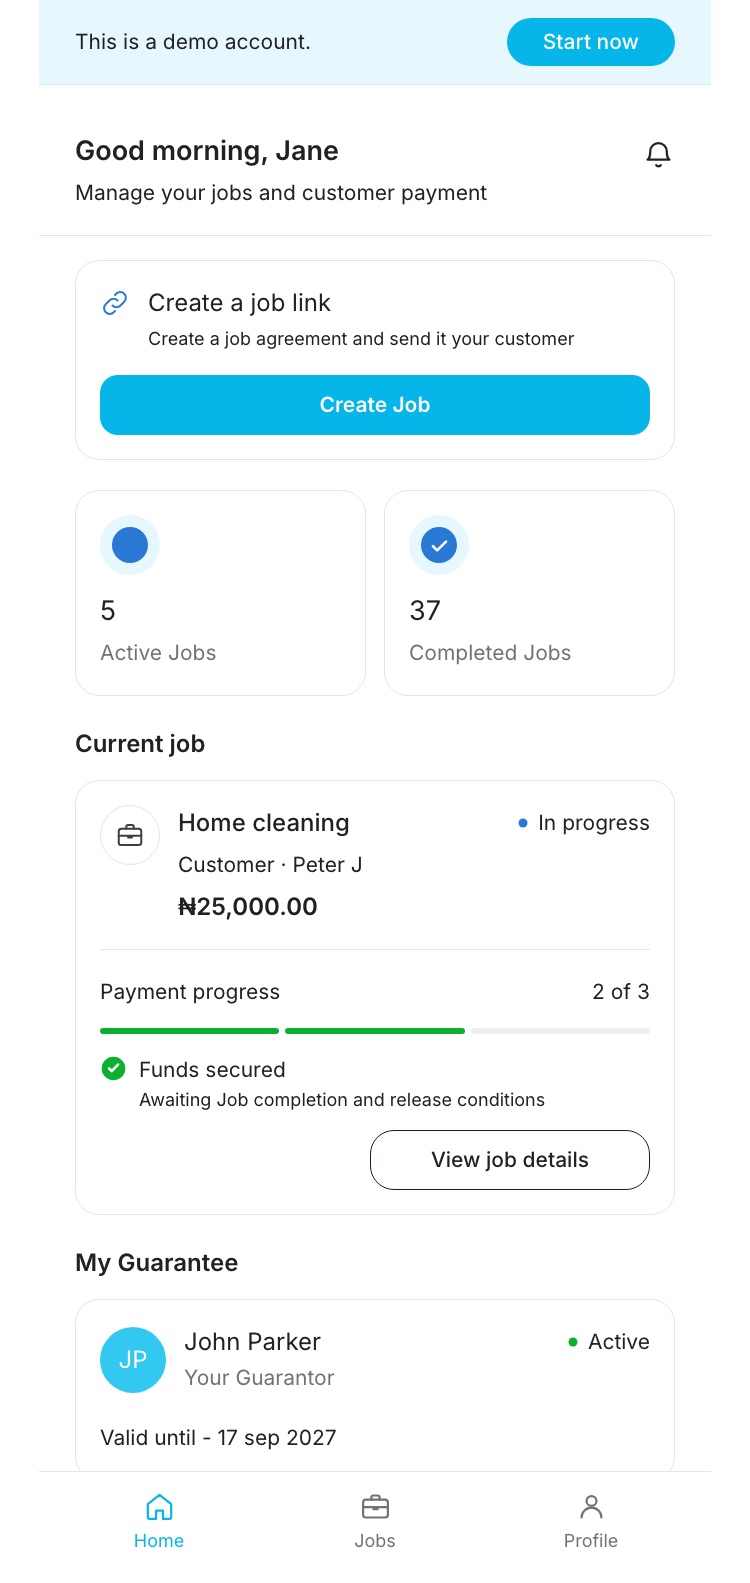 This is a demo account.
Start now
Good morning, Jane
Manage your jobs and customer payment
Create a job link
Create a job agreement and send it your customer
Create Job
5
Active Jobs
37
Completed Jobs
Current job
Home cleaning
In progress
Customer · Peter J
₦25,000.00
Payment progress
2 of 3
Funds secured
Awaiting Job completion and release conditions
View job details
My Guarantee
JP
John Parker
Active
Your Guarantor
Valid until - 17 sep 2027
Home
Jobs
Profile